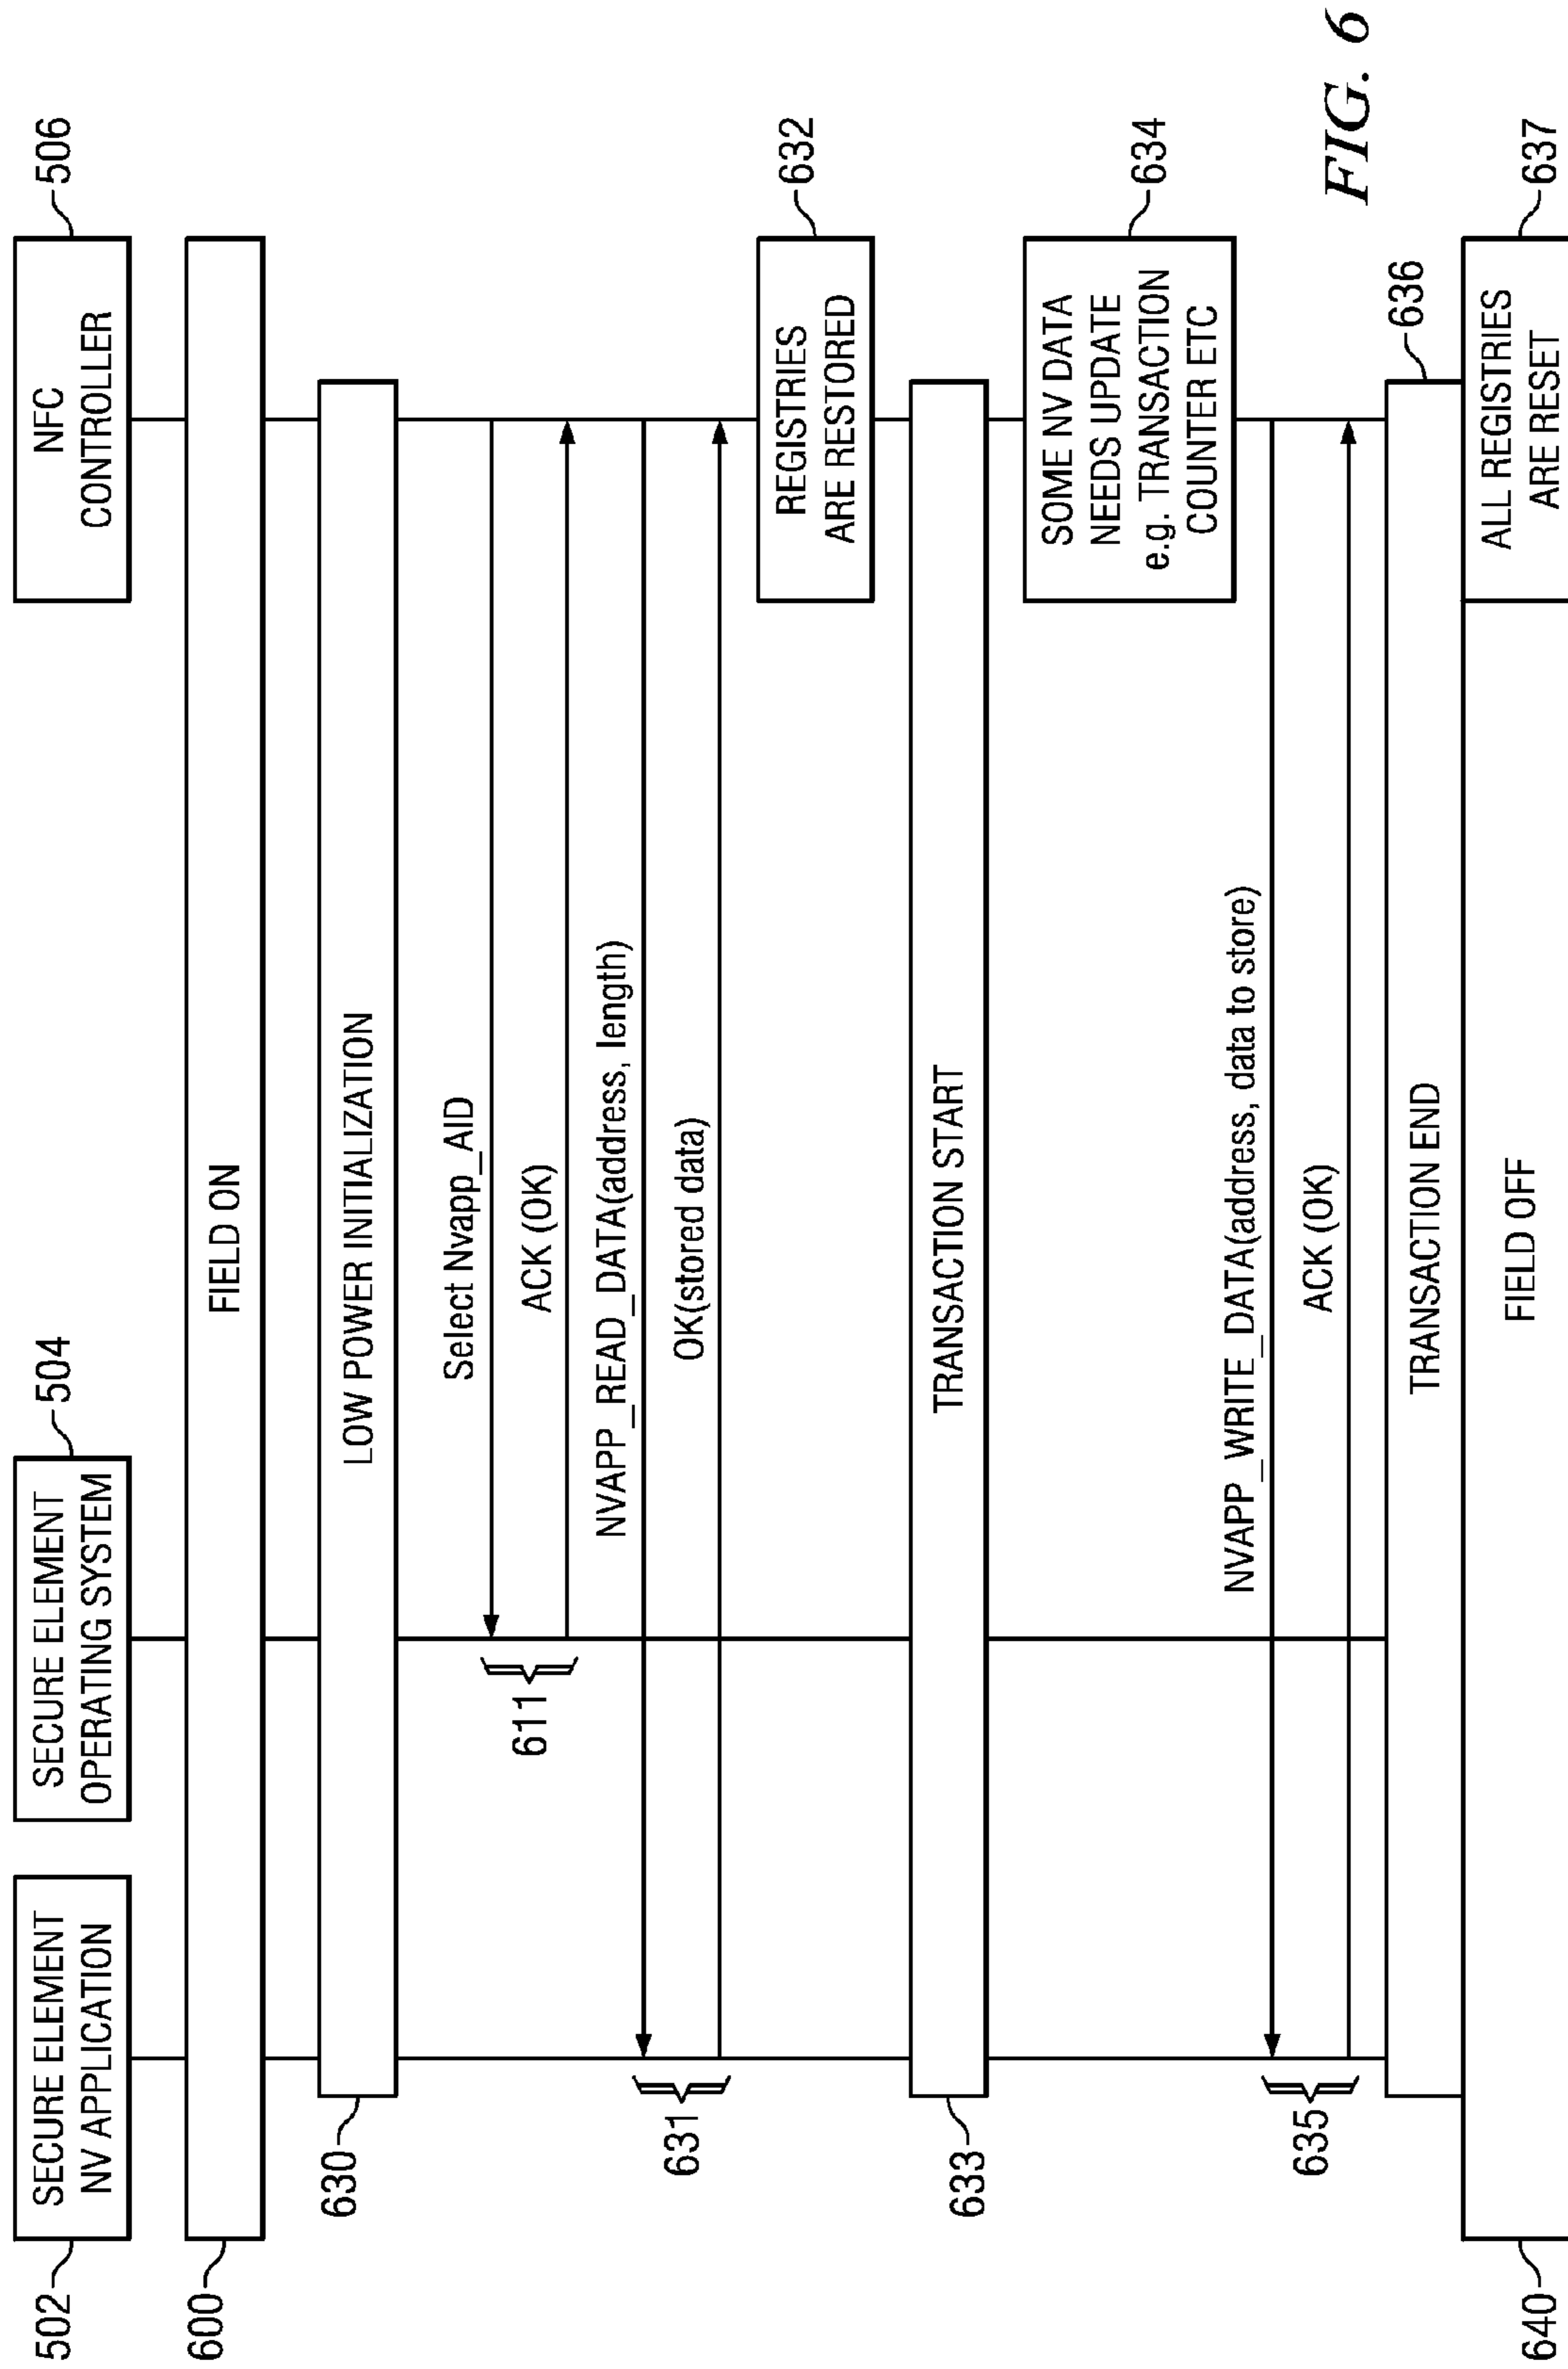 502
SECURE ELEMENT
NV APPLICATION
SECURE ELEMENT
OPERATING SYSTEM
504
NFC
CONTROLLER
506
600
FIELD ON
630
LOW POWER INITIALIZATION
Select Nvapp_AID
611
ACK (OK)
NVAPP_READ_DATA(address, length)
631
OK(stored data)
REGISTRIES
ARE RESTORED
632
633
TRANSACTION START
SOME NV DATA
NEEDS UPDATE
e.g. TRANSACTION
COUNTER ETC
634
NVAPP_WRITE_DATA(address, data to store)
635
ACK (OK)
TRANSACTION END
636
640
FIELD OFF
ALL REGISTRIES
ARE RESET
637
FIG. 6